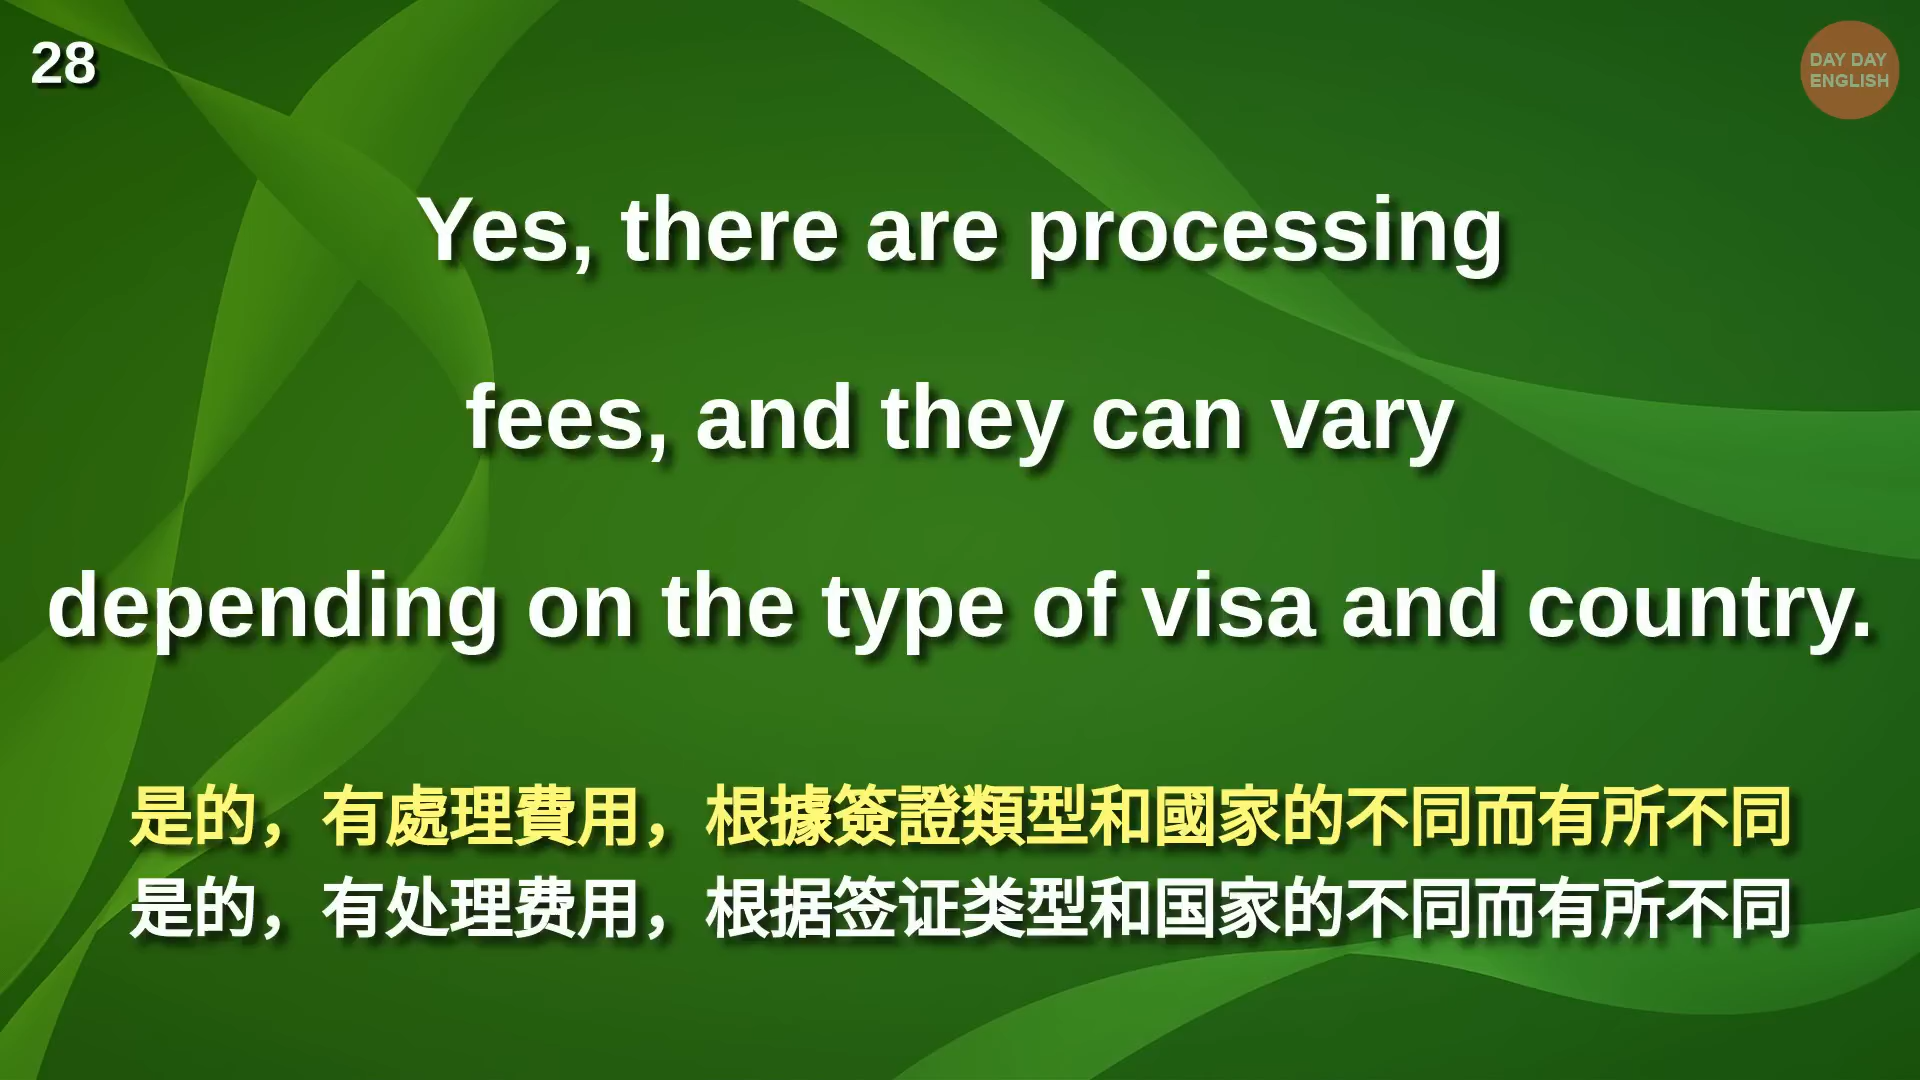 28
DAY DAY
ENGLISH
Yes, there are processing
fees, and they can vary
depending on the type of visa and country.
是的，有處理費用，根據簽證類型和國家的不同而有所不同
是的，有处理费用，根据签证类型和国家的不同而有所不同